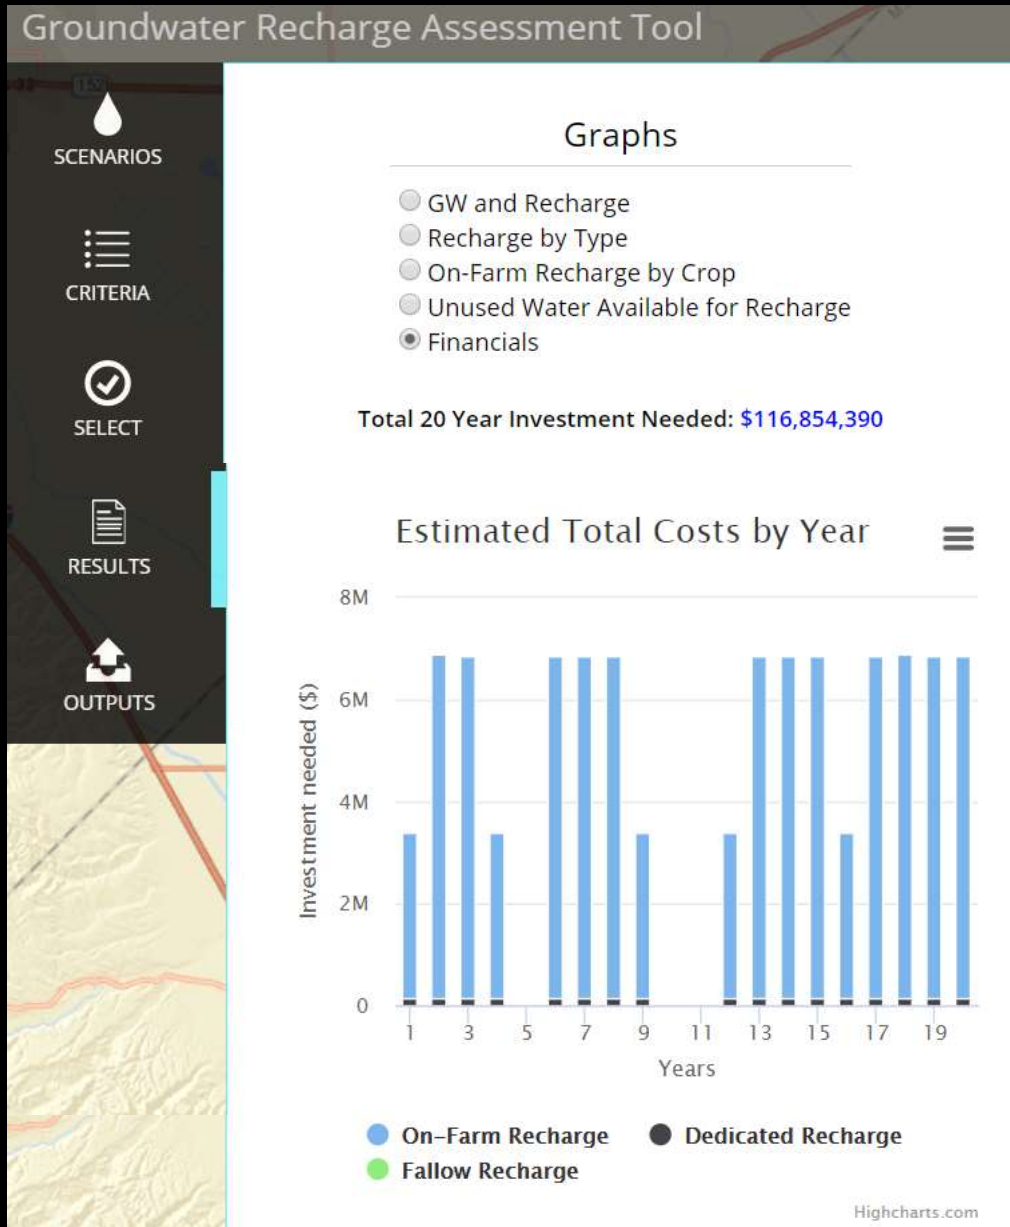 Groundwater Recharge Assessment Tool
33
152
SCENARIOS
CRITERIA
SELECT
RESULTS
OUTPUTS
Graphs
GW and Recharge
Recharge by Type
On-Farm Recharge by Crop
Unused Water Available for Recharge
Financials
Total 20 Year Investment Needed: $116,854,390
Estimated Total Costs by Year
8M
6M
4M
2M
0
Investment needed ($)
1 3 5 7 9 11 13 15 17 19
Years
On-Farm Recharge Dedicated Recharge
Fallow Recharge
Highcharts.com